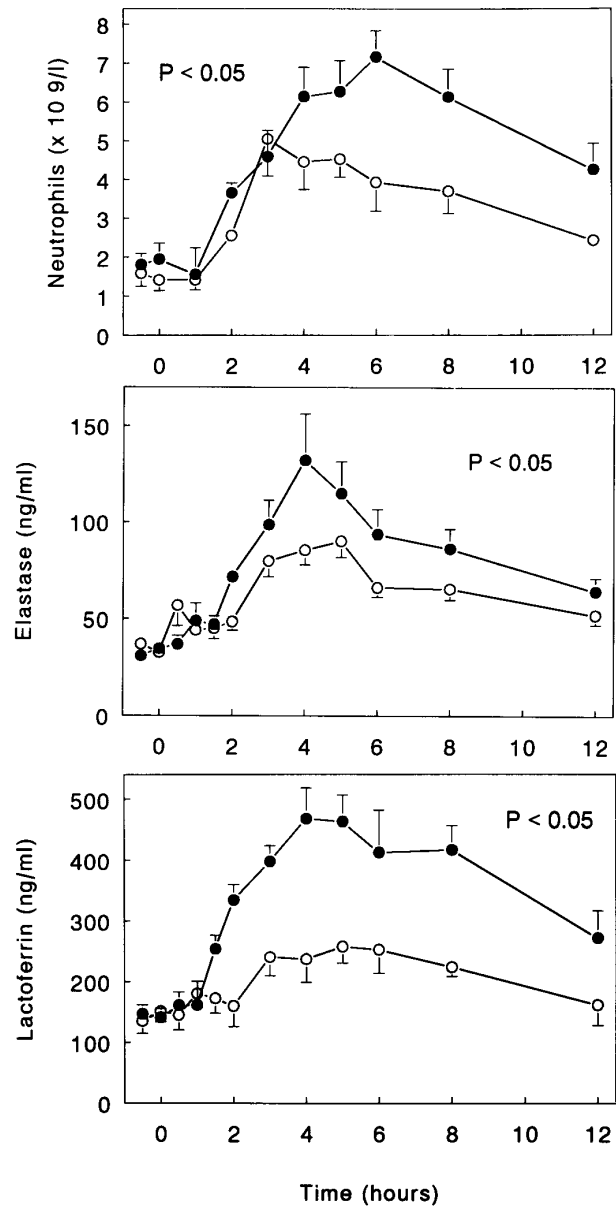 8
7
6
5
4
3
2
1
0
Neutrophils (x 10 9/l)
P < 0.05
0 2 4 6 8 10 12
150
100
50
0
Elastase (ng/ml)
P < 0.05
0 2 4 6 8 10 12
500
400
300
200
100
0
Lactoferrin (ng/ml)
P < 0.05
0 2 4 6 8 10 12
Time (hours)